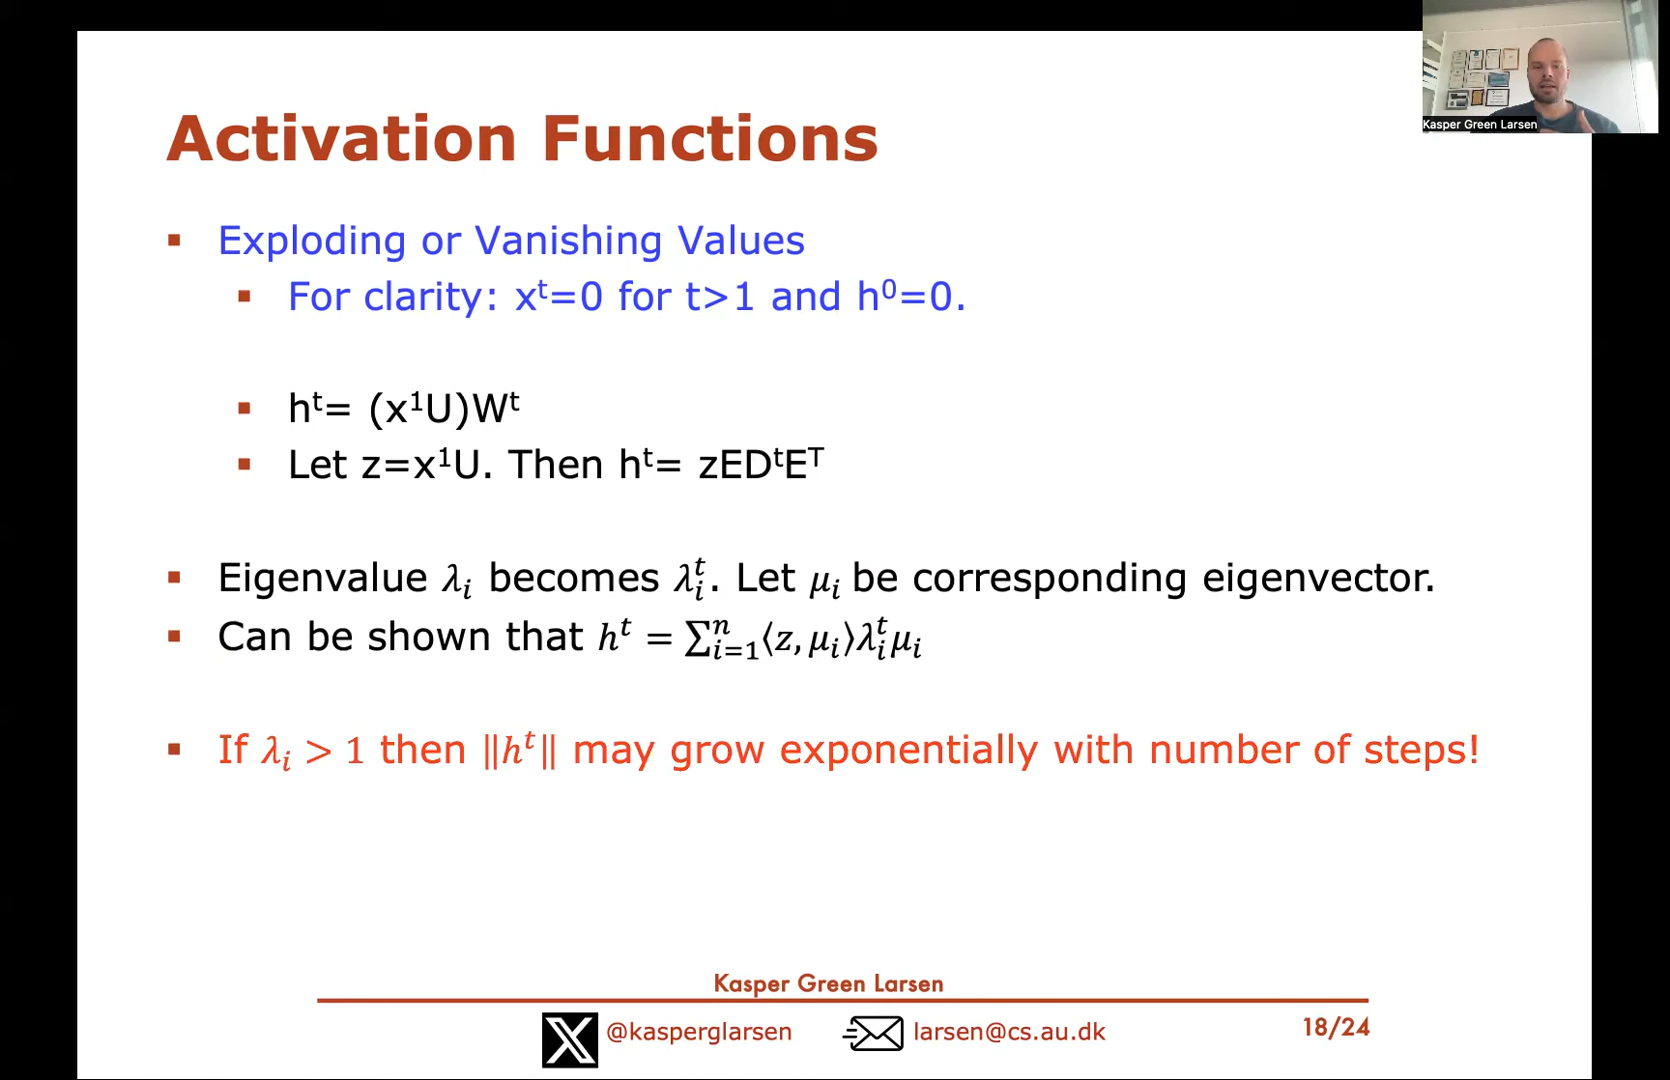 Kasper Green Larsen
Activation Functions
▪ Exploding or Vanishing Values
▪ For clarity: xᵗ=0 for t>1 and h⁰=0.
▪ hᵗ= (x¹U)Wᵗ
▪ Let z=x¹U. Then hᵗ= zEDᵗEᵀ
▪ Eigenvalue λᵢ becomes λᵢᵗ. Let μᵢ be corresponding eigenvector.
▪ Can be shown that hᵗ = ∑ⁿᵢ₌₁⟨z, μᵢ⟩λᵢᵗμᵢ
▪ If λᵢ > 1 then ‖hᵗ‖ may grow exponentially with number of steps!
Kasper Green Larsen
@kasperglarsen larsen@cs.au.dk 18/24